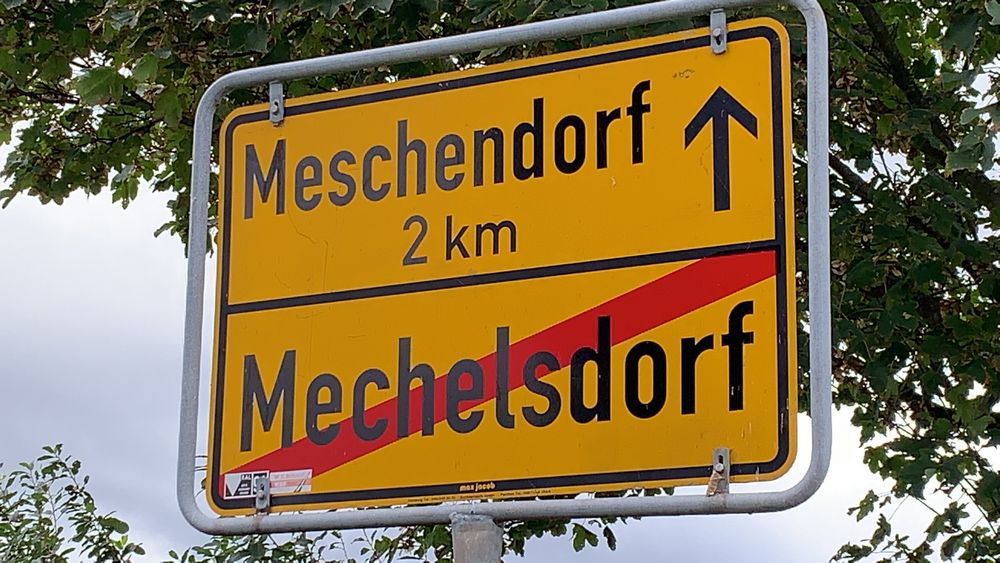 Meschendorf
2 km
Mechelsdorf
max jacob